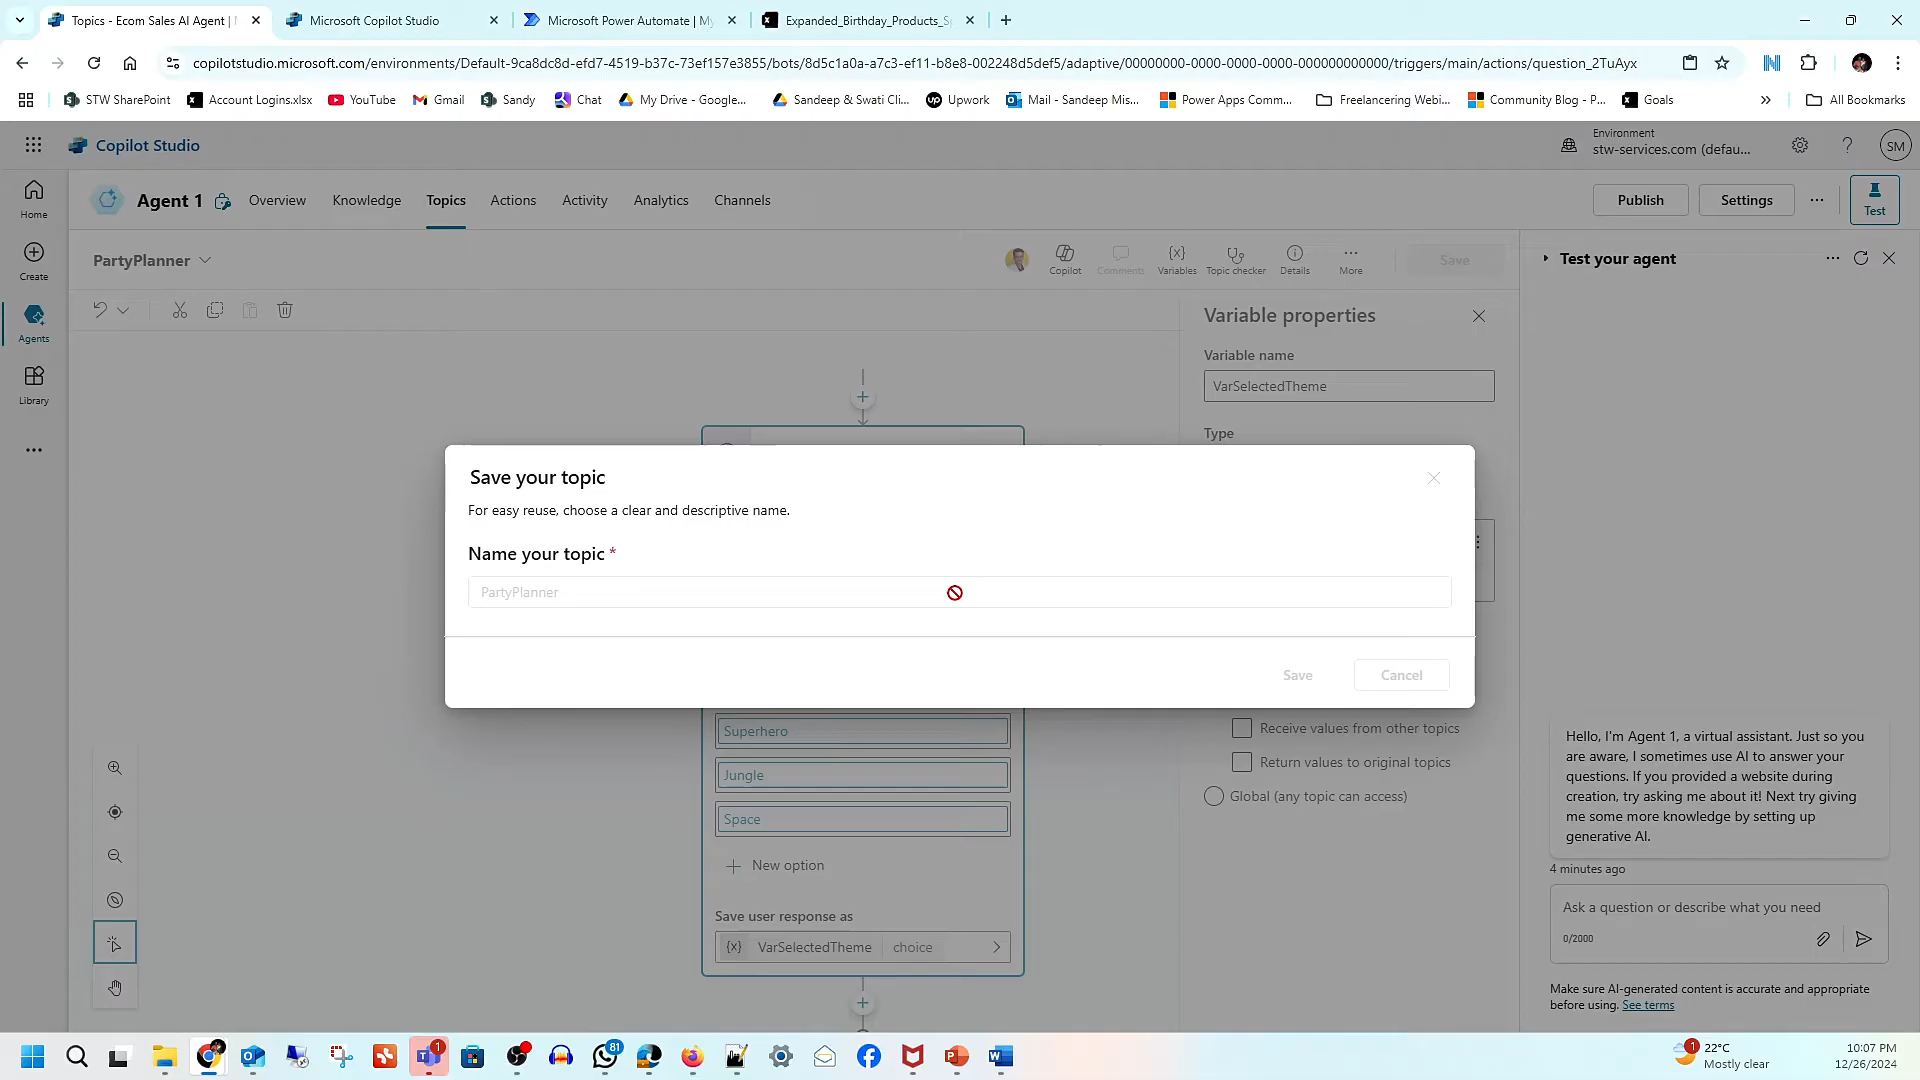 Topics - Ecom Sales AI Agent |
Microsoft Copilot Studio
Microsoft Power Automate | My
Expanded_Birthday_Products_S
copilotstudio.microsoft.com/environments/Default-9ca8dc8d-efd7-4519-b37c-73ef157e3855/bots/8d5c1a0a-a7c3-ef11-b8e8-002248d5def5/adaptive/00000000-0000-0000-0000-000000000000/triggers/main/actions/question_2TuAyx
STW SharePoint
Account Logins.xlsx
YouTube
Gmail
Sandy
Chat
My Drive - Google...
Sandeep & Swati Cli...
Upwork
Mail - Sandeep Mis...
Power Apps Comm...
Freelancering Webi...
Community Blog - P...
Goals
All Bookmarks
Copilot Studio
Environment
stw-services.com (defau...
SM
Home
Create
Agents
Library
Agent 1
Overview
Knowledge
Topics
Actions
Activity
Analytics
Channels
Publish
Settings
Test
PartyPlanner
Copilot
Comments
Variables
Topic checker
Details
More
Save
Test your agent
Variable properties
Variable name
VarSelectedTheme
Type
Save your topic
For easy reuse, choose a clear and descriptive name.
Name your topic *
PartyPlanner
Save
Cancel
Superhero
Jungle
Space
New option
Save user response as
{x} VarSelectedTheme choice
Receive values from other topics
Return values to original topics
Global (any topic can access)
Hello, I'm Agent 1, a virtual assistant. Just so you
are aware, I sometimes use AI to answer your
questions. If you provided a website during
creation, try asking me about it! Next try giving
me some more knowledge by setting up
generative AI.
4 minutes ago
Ask a question or describe what you need
0/2000
Make sure AI-generated content is accurate and appropriate
before using. See terms
1
81
1
22°C
Mostly clear
10:07 PM
12/26/2024